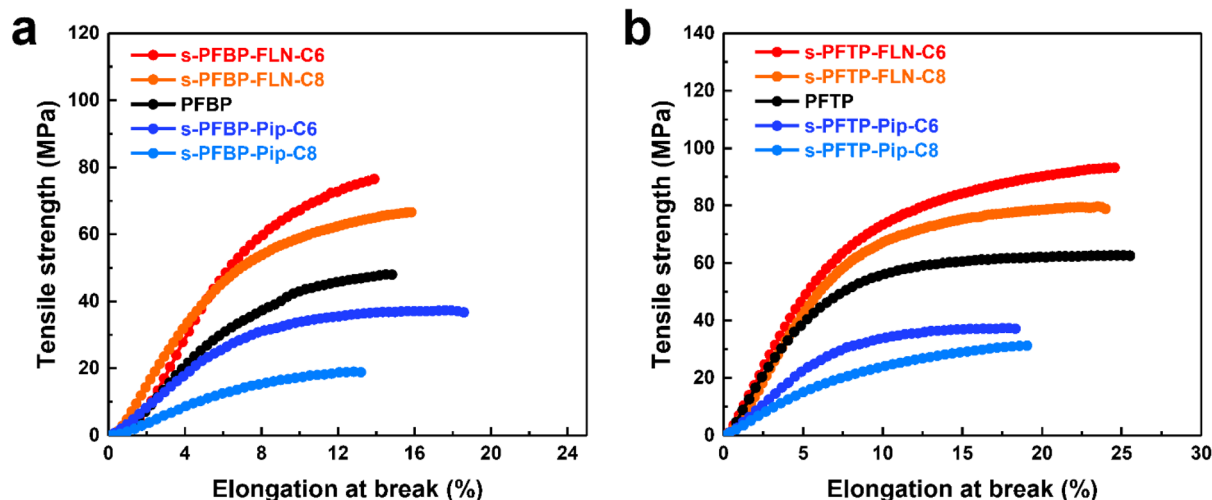 a
120
100
80
60
40
20
0
Tensile strength (MPa)
s-PFBP-FLN-C6
s-PFBP-FLN-C8
PFBP
s-PFBP-Pip-C6
s-PFBP-Pip-C8
0 4 8 12 16 20 24
Elongation at break (%)
b
140
120
100
80
60
40
20
0
Tensile strength (MPa)
s-PFTP-FLN-C6
s-PFTP-FLN-C8
PFTP
s-PFTP-Pip-C6
s-PFTP-Pip-C8
0 5 10 15 20 25 30
Elongation at break (%)